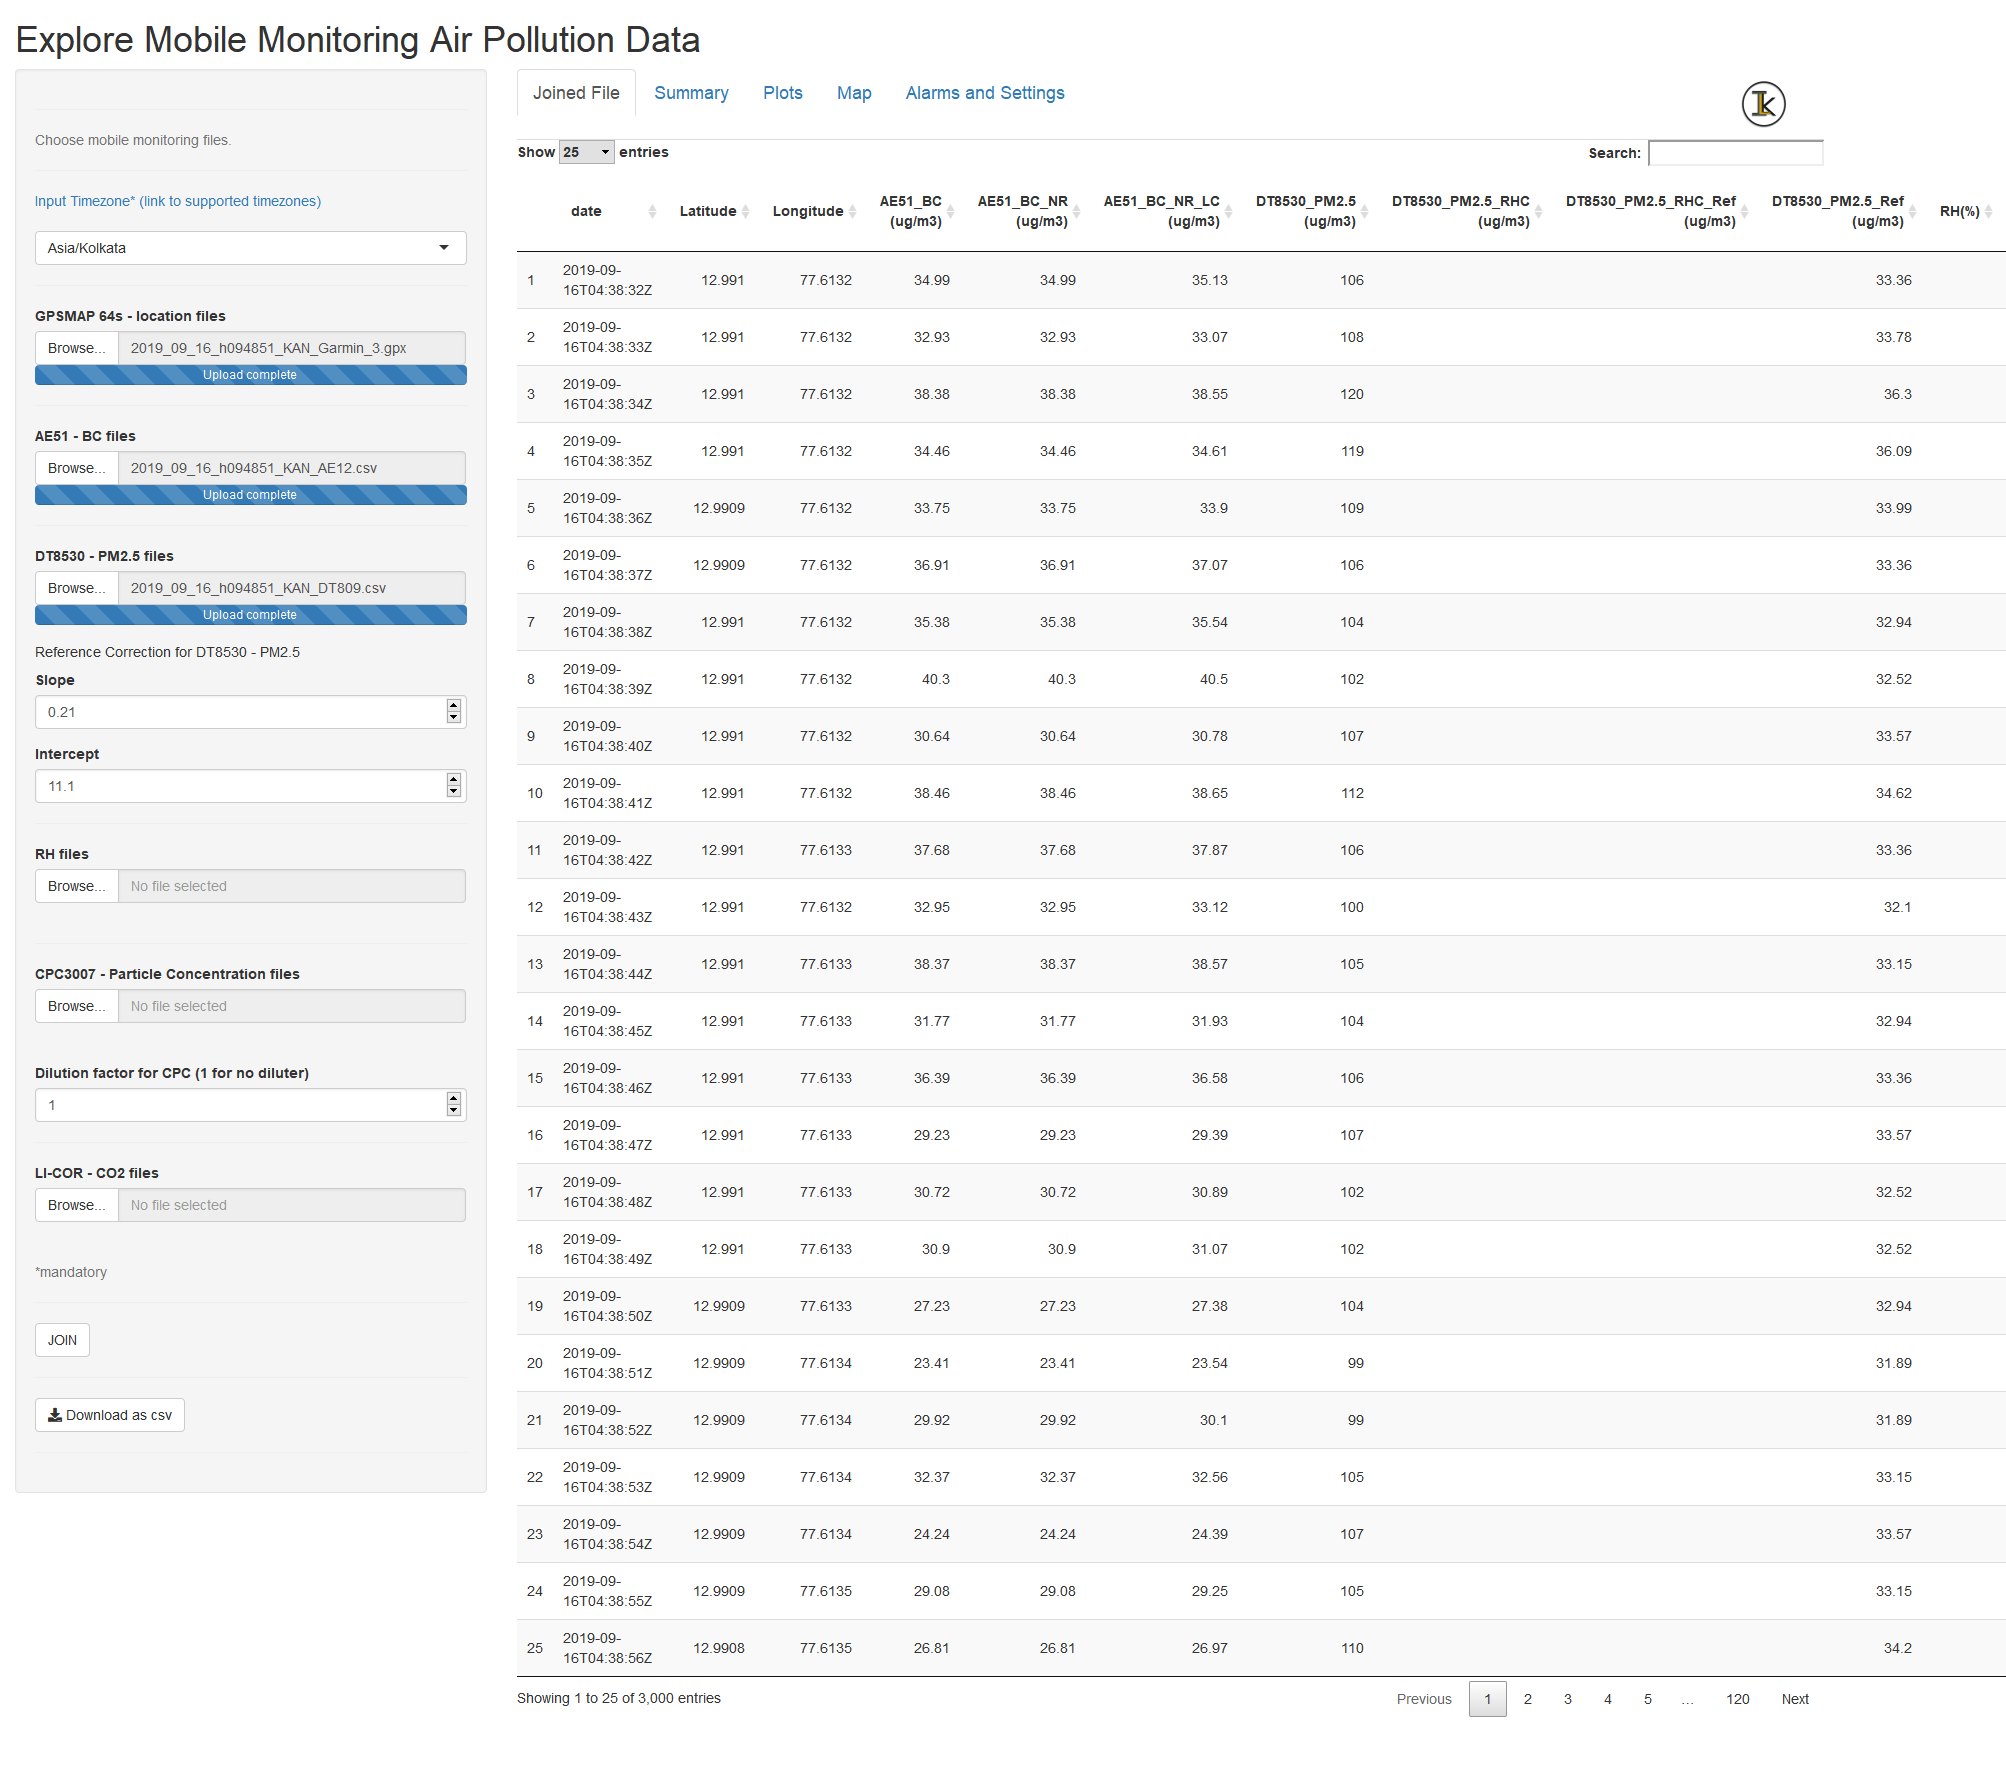 Explore Mobile Monitoring Air Pollution Data
Choose mobile monitoring files.
Input Timezone* (link to supported timezones)
Asia/Kolkata
GPSMAP 64s - location files
Browse... 2019_09_16_h094851_KAN_Garmin_3.gpx
Upload complete
AE51 - BC files
Browse... 2019_09_16_h094851_KAN_AE12.csv
Upload complete
DT8530 - PM2.5 files
Browse... 2019_09_16_h094851_KAN_DT809.csv
Upload complete
Reference Correction for DT8530 - PM2.5
Slope
0.21
Intercept
11.1
RH files
Browse... No file selected
CPC3007 - Particle Concentration files
Browse... No file selected
Dilution factor for CPC (1 for no diluter)
1
LI-COR - CO2 files
Browse... No file selected
*mandatory
JOIN
Download as csv
Joined File Summary Plots Map Alarms and Settings
Ik
Show 25 entries Search:
date Latitude Longitude AE51_BC (ug/m3) AE51_BC_NR (ug/m3) AE51_BC_NR_LC (ug/m3) DT8530_PM2.5 (ug/m3) DT8530_PM2.5_RHC (ug/m3) DT8530_PM2.5_RHC_Ref (ug/m3) DT8530_PM2.5_Ref (ug/m3) RH(%)
1 2019-09-16T04:38:32Z 12.991 77.6132 34.99 34.99 35.13 106 33.36
2 2019-09-16T04:38:33Z 12.991 77.6132 32.93 32.93 33.07 108 33.78
3 2019-09-16T04:38:34Z 12.991 77.6132 38.38 38.38 38.55 120 36.3
4 2019-09-16T04:38:35Z 12.991 77.6132 34.46 34.46 34.61 119 36.09
5 2019-09-16T04:38:36Z 12.9909 77.6132 33.75 33.75 33.9 109 33.99
6 2019-09-16T04:38:37Z 12.9909 77.6132 36.91 36.91 37.07 106 33.36
7 2019-09-16T04:38:38Z 12.991 77.6132 35.38 35.38 35.54 104 32.94
8 2019-09-16T04:38:39Z 12.991 77.6132 40.3 40.3 40.5 102 32.52
9 2019-09-16T04:38:40Z 12.991 77.6132 30.64 30.64 30.78 107 33.57
10 2019-09-16T04:38:41Z 12.991 77.6132 38.46 38.46 38.65 112 34.62
11 2019-09-16T04:38:42Z 12.991 77.6133 37.68 37.68 37.87 106 33.36
12 2019-09-16T04:38:43Z 12.991 77.6132 32.95 32.95 33.12 100 32.1
13 2019-09-16T04:38:44Z 12.991 77.6133 38.37 38.37 38.57 105 33.15
14 2019-09-16T04:38:45Z 12.991 77.6133 31.77 31.77 31.93 104 32.94
15 2019-09-16T04:38:46Z 12.991 77.6133 36.39 36.39 36.58 106 33.36
16 2019-09-16T04:38:47Z 12.991 77.6133 29.23 29.23 29.39 107 33.57
17 2019-09-16T04:38:48Z 12.991 77.6133 30.72 30.72 30.89 102 32.52
18 2019-09-16T04:38:49Z 12.991 77.6133 30.9 30.9 31.07 102 32.52
19 2019-09-16T04:38:50Z 12.9909 77.6133 27.23 27.23 27.38 104 32.94
20 2019-09-16T04:38:51Z 12.9909 77.6134 23.41 23.41 23.54 99 31.89
21 2019-09-16T04:38:52Z 12.9909 77.6134 29.92 29.92 30.1 99 31.89
22 2019-09-16T04:38:53Z 12.9909 77.6134 32.37 32.37 32.56 105 33.15
23 2019-09-16T04:38:54Z 12.9909 77.6134 24.24 24.24 24.39 107 33.57
24 2019-09-16T04:38:55Z 12.9909 77.6135 29.08 29.08 29.25 105 33.15
25 2019-09-16T04:38:56Z 12.9908 77.6135 26.81 26.81 26.97 110 34.2
Showing 1 to 25 of 3,000 entries Previous 1 2 3 4 5 … 120 Next